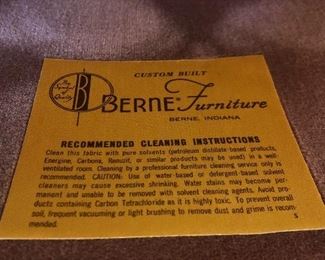 CUSTOM BUILT
The Symbol of Quality
B BERNE Furniture
BERNE, INDIANA
RECOMMENDED CLEANING INSTRUCTIONS
Clean this fabric with pure solvents (petroleum distillate based products,
Energine, Carbona, Renuzit, or similar products may be used) in a well-
ventilated room. Cleaning by a professional furniture cleaning service only is
recommended. CAUTION: Use of water-based or detergent-based solvent
cleaners may cause excessive shrinking. Water stains may become per-
manent and unable to be removed with solvent cleaning agents. Avoid pro-
ducts containing Carbon Tetrachloride as it is highly toxic. To prevent overall
soil, frequent vacuuming or light brushing to remove dust and grime is recom-
mended.
S